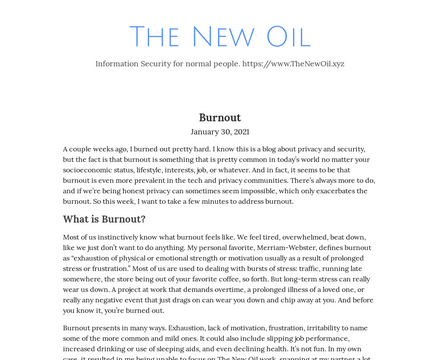 THE NEW OIL
Information Security for normal people. https://www.TheNewOil.xyz
Burnout
January 30, 2021
A couple weeks ago, I burned out pretty hard. I know this is a blog about privacy and security,
but the fact is that burnout is something that is pretty common in today's world no matter your
socioeconomic status, lifestyle, interests, job, or whatever. And in fact, it seems to be that
burnout is even more prevalent in the tech and privacy communities. There's always more to do,
and if we're being honest privacy can sometimes seem impossible, which only exacerbates the
burnout. So this week, I want to take a few minutes to address burnout.
What is Burnout?
Most of us instinctively know what burnout feels like. We feel tired, overwhelmed, beat down,
like we just don't want to do anything. My personal favorite, Merriam-Webster, defines burnout
as "exhaustion of physical or emotional strength or motivation usually as a result of prolonged
stress or frustration." Most of us are used to dealing with bursts of stress: traffic, running late
somewhere, the store being out of your favorite coffee, so forth. But long-term stress can really
wear us down. A project at work that demands overtime, a prolonged illness of a loved one, or
really any negative event that just drags on can wear you down and chip away at you. And before
you know it, you're burned out.
Burnout presents in many ways. Exhaustion, lack of motivation, frustration, irritability to name
some of the more common and mild ones. It could also include slipping job performance,
increased drinking or use of sleeping aids, and even declining health. It's not fun. In my own
case, it resulted in me being unable to focus on The New Oil work, snapping at my partner a lot